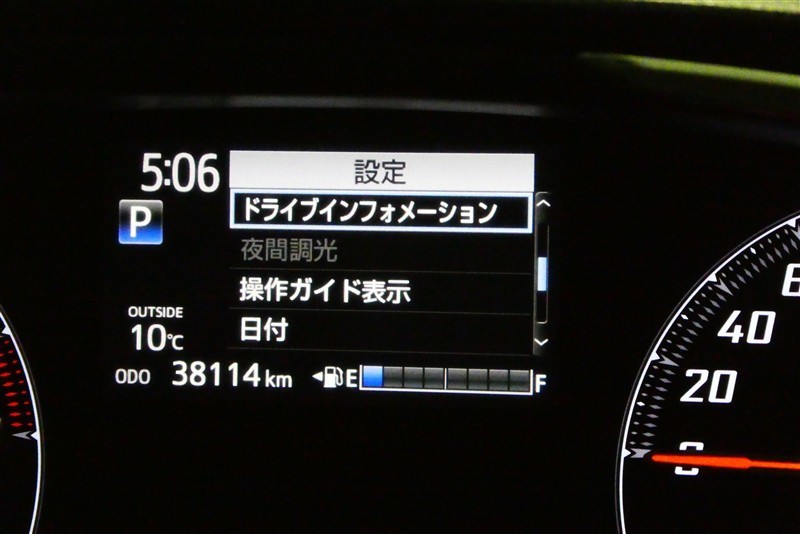 5:06
設定
P
ドライブインフォメーション
夜間調光
操作ガイド表示
日付
OUTSIDE
10℃
ODO 38114 km
E F
40
20
0